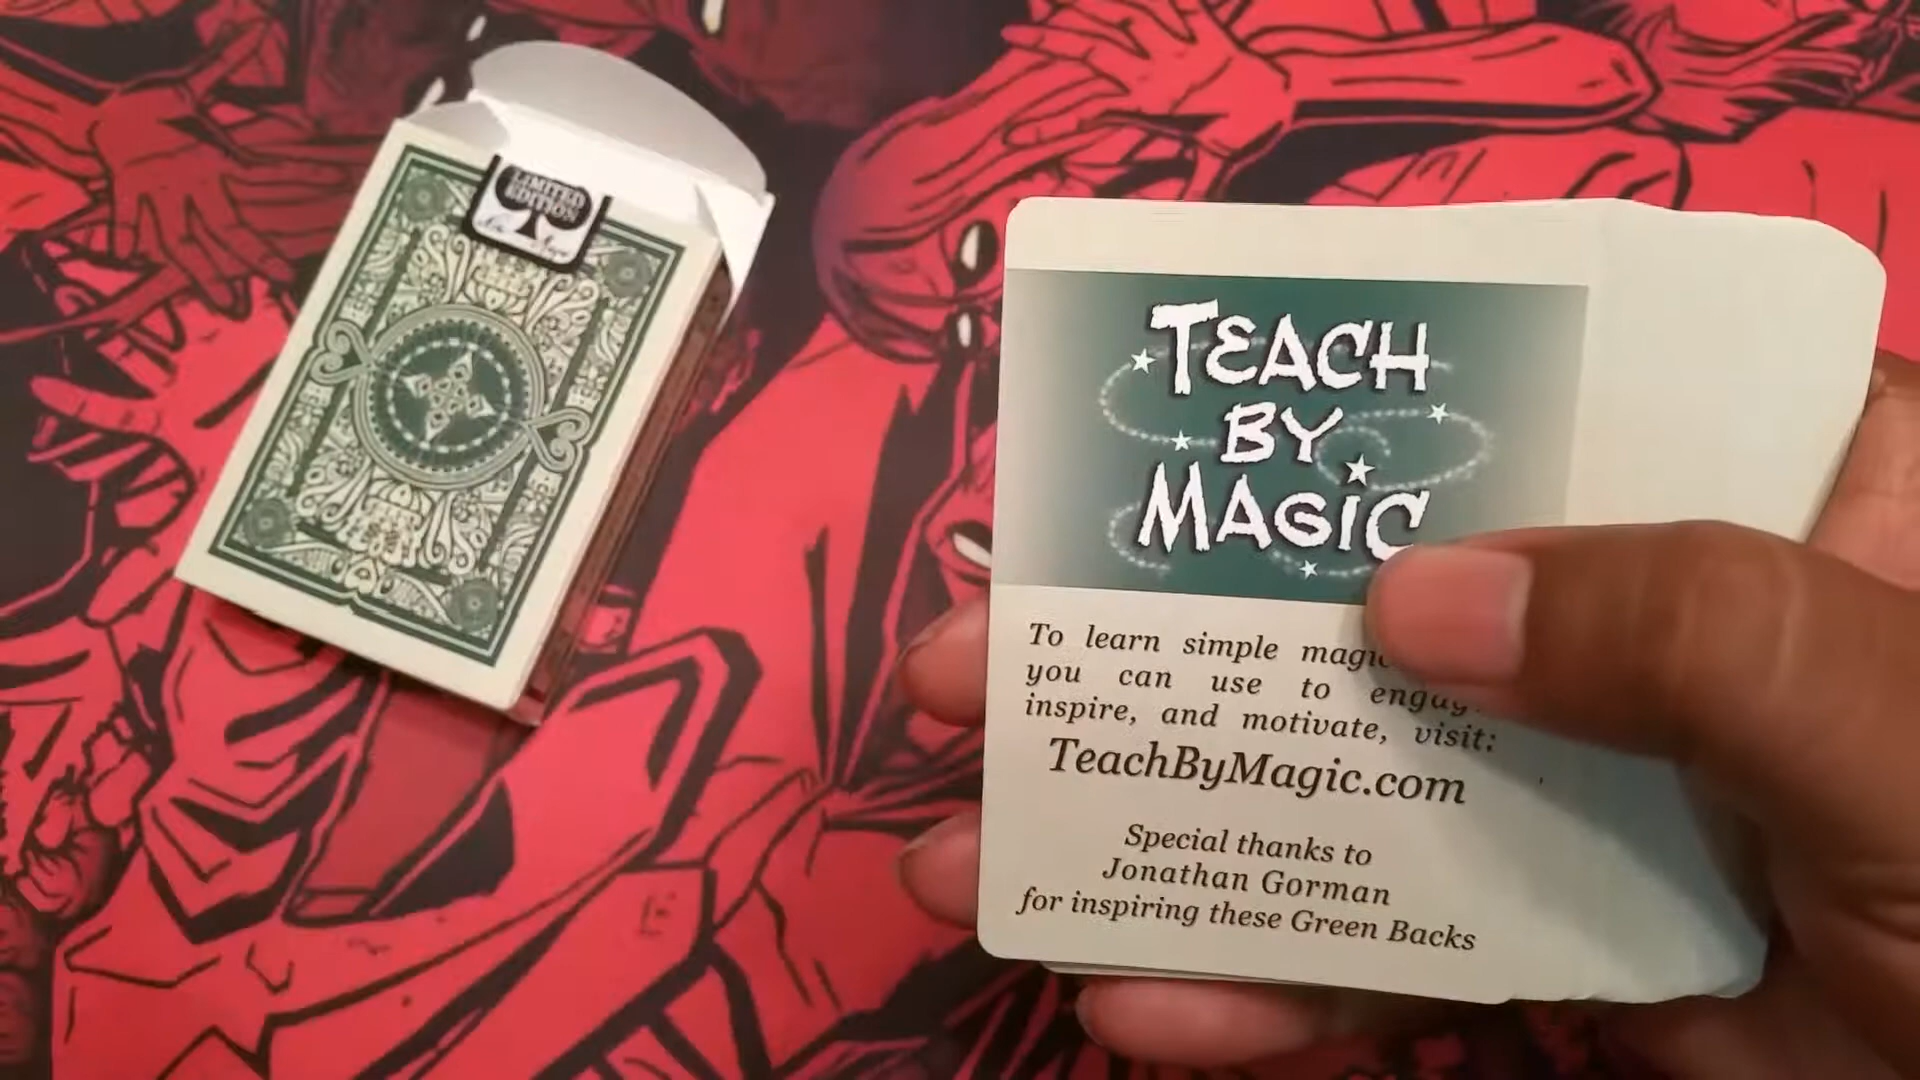 LIMITED
EDITION
TEACH
BY
MAGIC
To learn simple magic
you can use to
inspire, and motivate, visit:
TeachByMagic.com
Special thanks to
Jonathan Gorman
for inspiring these Green Backs